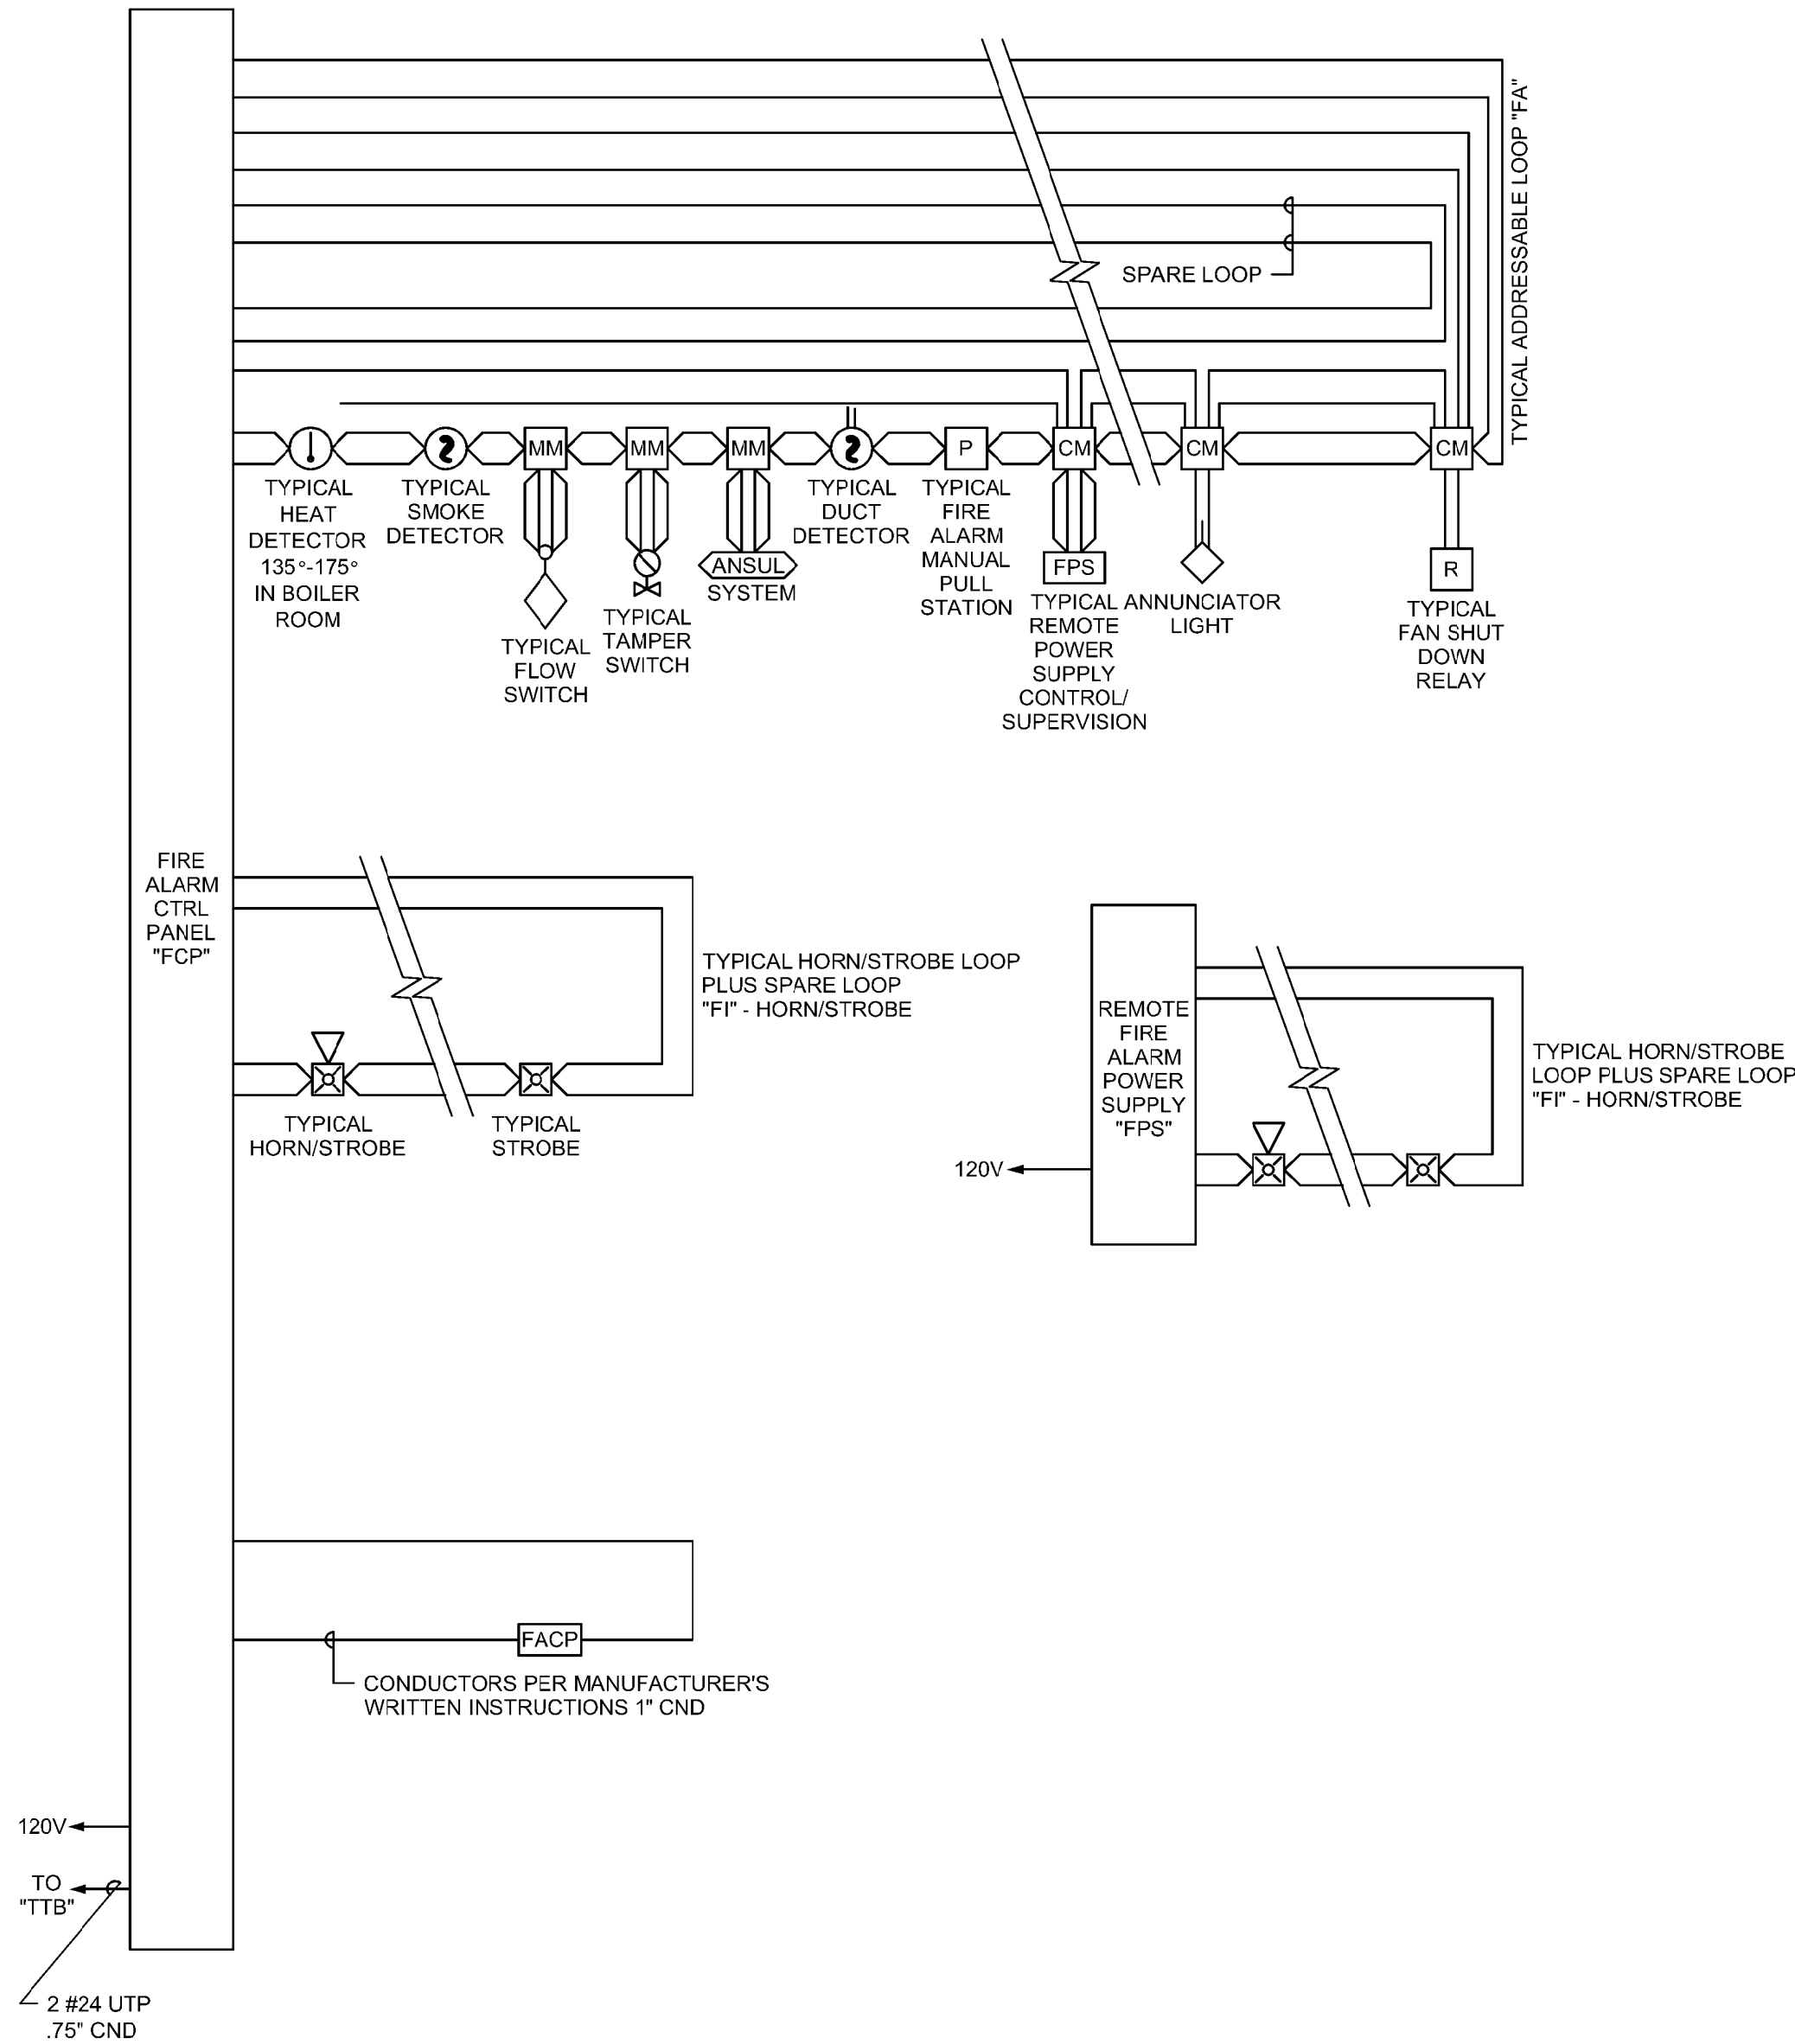 TYPICAL ADDRESSABLE LOOP "FA"
SPARE LOOP
MM
MM
MM
P
CM
CM
CM
TYPICAL
HEAT
DETECTOR
135°-175°
IN BOILER
ROOM
TYPICAL
SMOKE
DETECTOR
TYPICAL
FLOW
SWITCH
TYPICAL
TAMPER
SWITCH
ANSUL
SYSTEM
TYPICAL
DUCT
DETECTOR
TYPICAL
FIRE
ALARM
MANUAL
PULL
STATION
FPS
TYPICAL
REMOTE
POWER
SUPPLY
CONTROL/
SUPERVISION
ANNUNCIATOR
LIGHT
R
TYPICAL
FAN SHUT
DOWN
RELAY
FIRE
ALARM
CTRL
PANEL
"FCP"
TYPICAL HORN/STROBE LOOP
PLUS SPARE LOOP
"FI" - HORN/STROBE
TYPICAL
HORN/STROBE
TYPICAL
STROBE
REMOTE
FIRE
ALARM
POWER
SUPPLY
"FPS"
120V
TYPICAL HORN/STROBE
LOOP PLUS SPARE LOOP
"FI" - HORN/STROBE
FACP
CONDUCTORS PER MANUFACTURER'S
WRITTEN INSTRUCTIONS 1" CND
120V
TO
"TTB"
2 #24 UTP
.75" CND